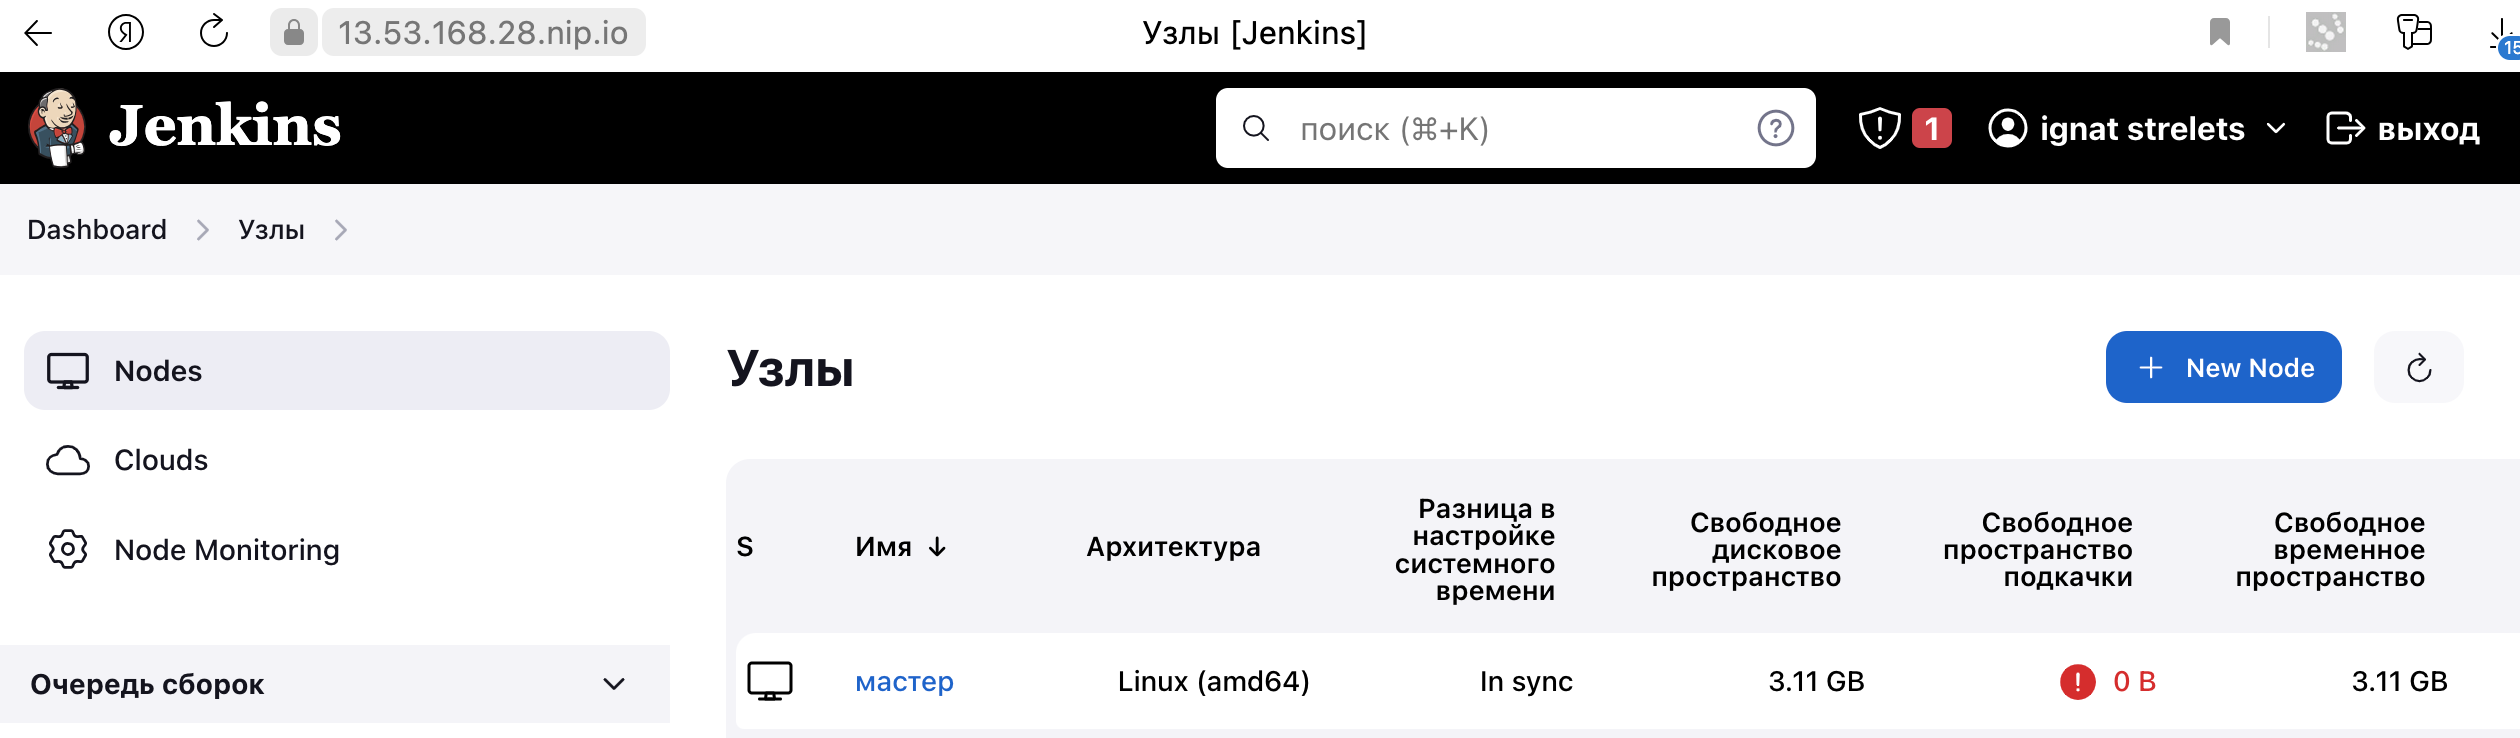 Я
13.53.168.28.nip.io
Узлы [Jenkins]
15
Jenkins
поиск (⌘+K)
?
1
ignat strelets
выход
Dashboard
Узлы
Nodes
Clouds
Node Monitoring
Очередь сборок
Узлы
New Node
S
Имя ↓
Архитектура
Разница в
настройке
системного
времени
Свободное
дисковое
пространство
Свободное
пространство
подкачки
Свободное
временное
пространство
мастер
Linux (amd64)
In sync
3.11 GB
0 B
3.11 GB